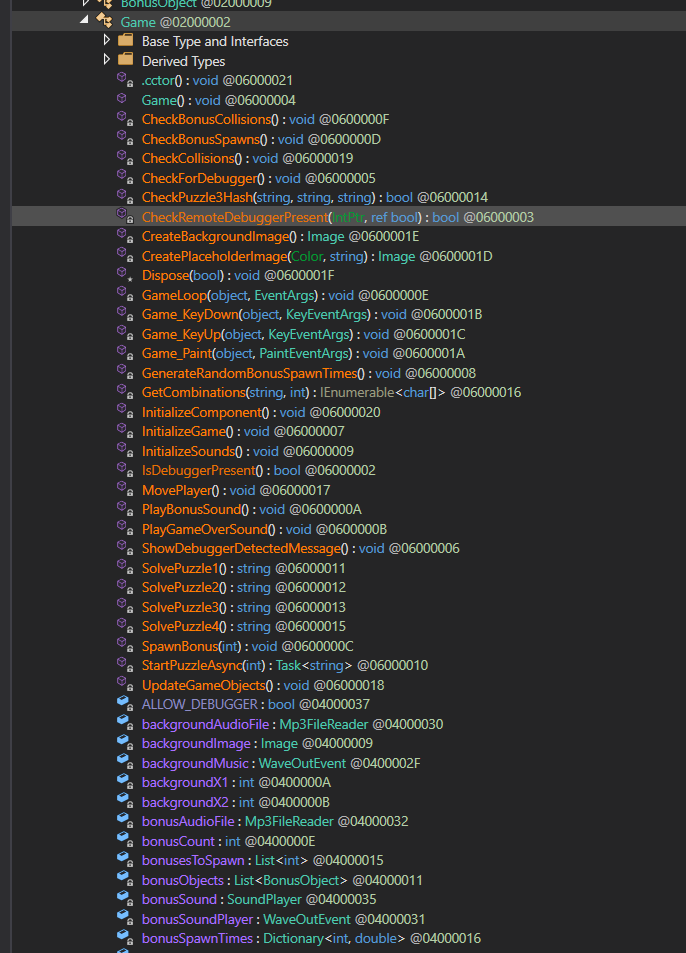 BonusObject @02000009
Game @02000002
Base Type and Interfaces
Derived Types
.cctor() : void @06000021
Game() : void @06000004
CheckBonusCollisions() : void @0600000F
CheckBonusSpawns() : void @0600000D
CheckCollisions() : void @06000019
CheckForDebugger() : void @06000005
CheckPuzzle3Hash(string, string, string) : bool @06000014
CheckRemoteDebuggerPresent(IntPtr, ref bool) : bool @06000003
CreateBackgroundImage() : Image @0600001E
CreatePlaceholderImage(Color, string) : Image @0600001D
Dispose(bool) : void @0600001F
GameLoop(object, EventArgs) : void @0600000E
Game_KeyDown(object, KeyEventArgs) : void @0600001B
Game_KeyUp(object, KeyEventArgs) : void @0600001C
Game_Paint(object, PaintEventArgs) : void @0600001A
GenerateRandomBonusSpawnTimes() : void @06000008
GetCombinations(string, int) : IEnumerable<char[]> @06000016
InitializeComponent() : void @06000020
InitializeGame() : void @06000007
InitializeSounds() : void @06000009
IsDebuggerPresent() : bool @06000002
MovePlayer() : void @06000017
PlayBonusSound() : void @0600000A
PlayGameOverSound() : void @0600000B
ShowDebuggerDetectedMessage() : void @06000006
SolvePuzzle1() : string @06000011
SolvePuzzle2() : string @06000012
SolvePuzzle3() : string @06000013
SolvePuzzle4() : string @06000015
SpawnBonus(int) : void @0600000C
StartPuzzleAsync(int) : Task<string> @06000010
UpdateGameObjects() : void @06000018
ALLOW_DEBUGGER : bool @04000037
backgroundAudioFile : Mp3FileReader @04000030
backgroundImage : Image @04000009
backgroundMusic : WaveOutEvent @0400002F
backgroundX1 : int @0400000A
backgroundX2 : int @0400000B
bonusAudioFile : Mp3FileReader @04000032
bonusCount : int @0400000E
bonusesToSpawn : List<int> @04000015
bonusObjects : List<BonusObject> @04000011
bonusSound : SoundPlayer @04000035
bonusSoundPlayer : WaveOutEvent @04000031
bonusSpawnTimes : Dictionary<int, double> @04000016